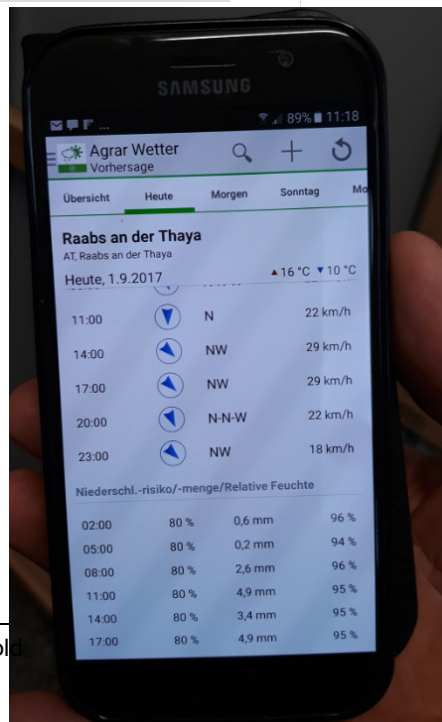 SAMSUNG
89% 11:18
Agrar Wetter
Vorhersage
Übersicht Heute Morgen Sonntag Mo
Raabs an der Thaya
AT, Raabs an der Thaya
Heute, 1.9.2017 ▲16 °C ▼10 °C
11:00 N 22 km/h
14:00 NW 29 km/h
17:00 NW 29 km/h
20:00 N-N-W 22 km/h
23:00 NW 18 km/h
Niederschl.-risiko/-menge/Relative Feuchte
02:00 80 % 0,6 mm 96 %
05:00 80 % 0,2 mm 94 %
08:00 80 % 2,6 mm 96 %
11:00 80 % 4,9 mm 95 %
14:00 80 % 3,4 mm 95 %
17:00 80 % 4,9 mm 95 %